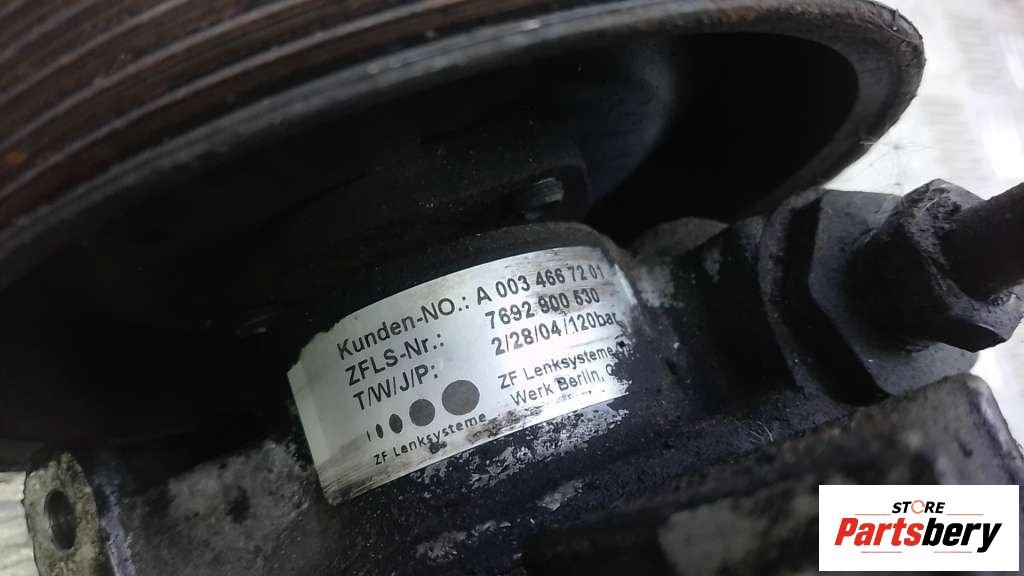 Kunden-NO.: A 003 466 72 01
ZFLS-Nr.: 7692 900 530
T/W/J/P: 2/28/04/120bar
ZF Lenksysteme
Werk Berlin,
ZF Lenksysteme
STORE
Partsbery